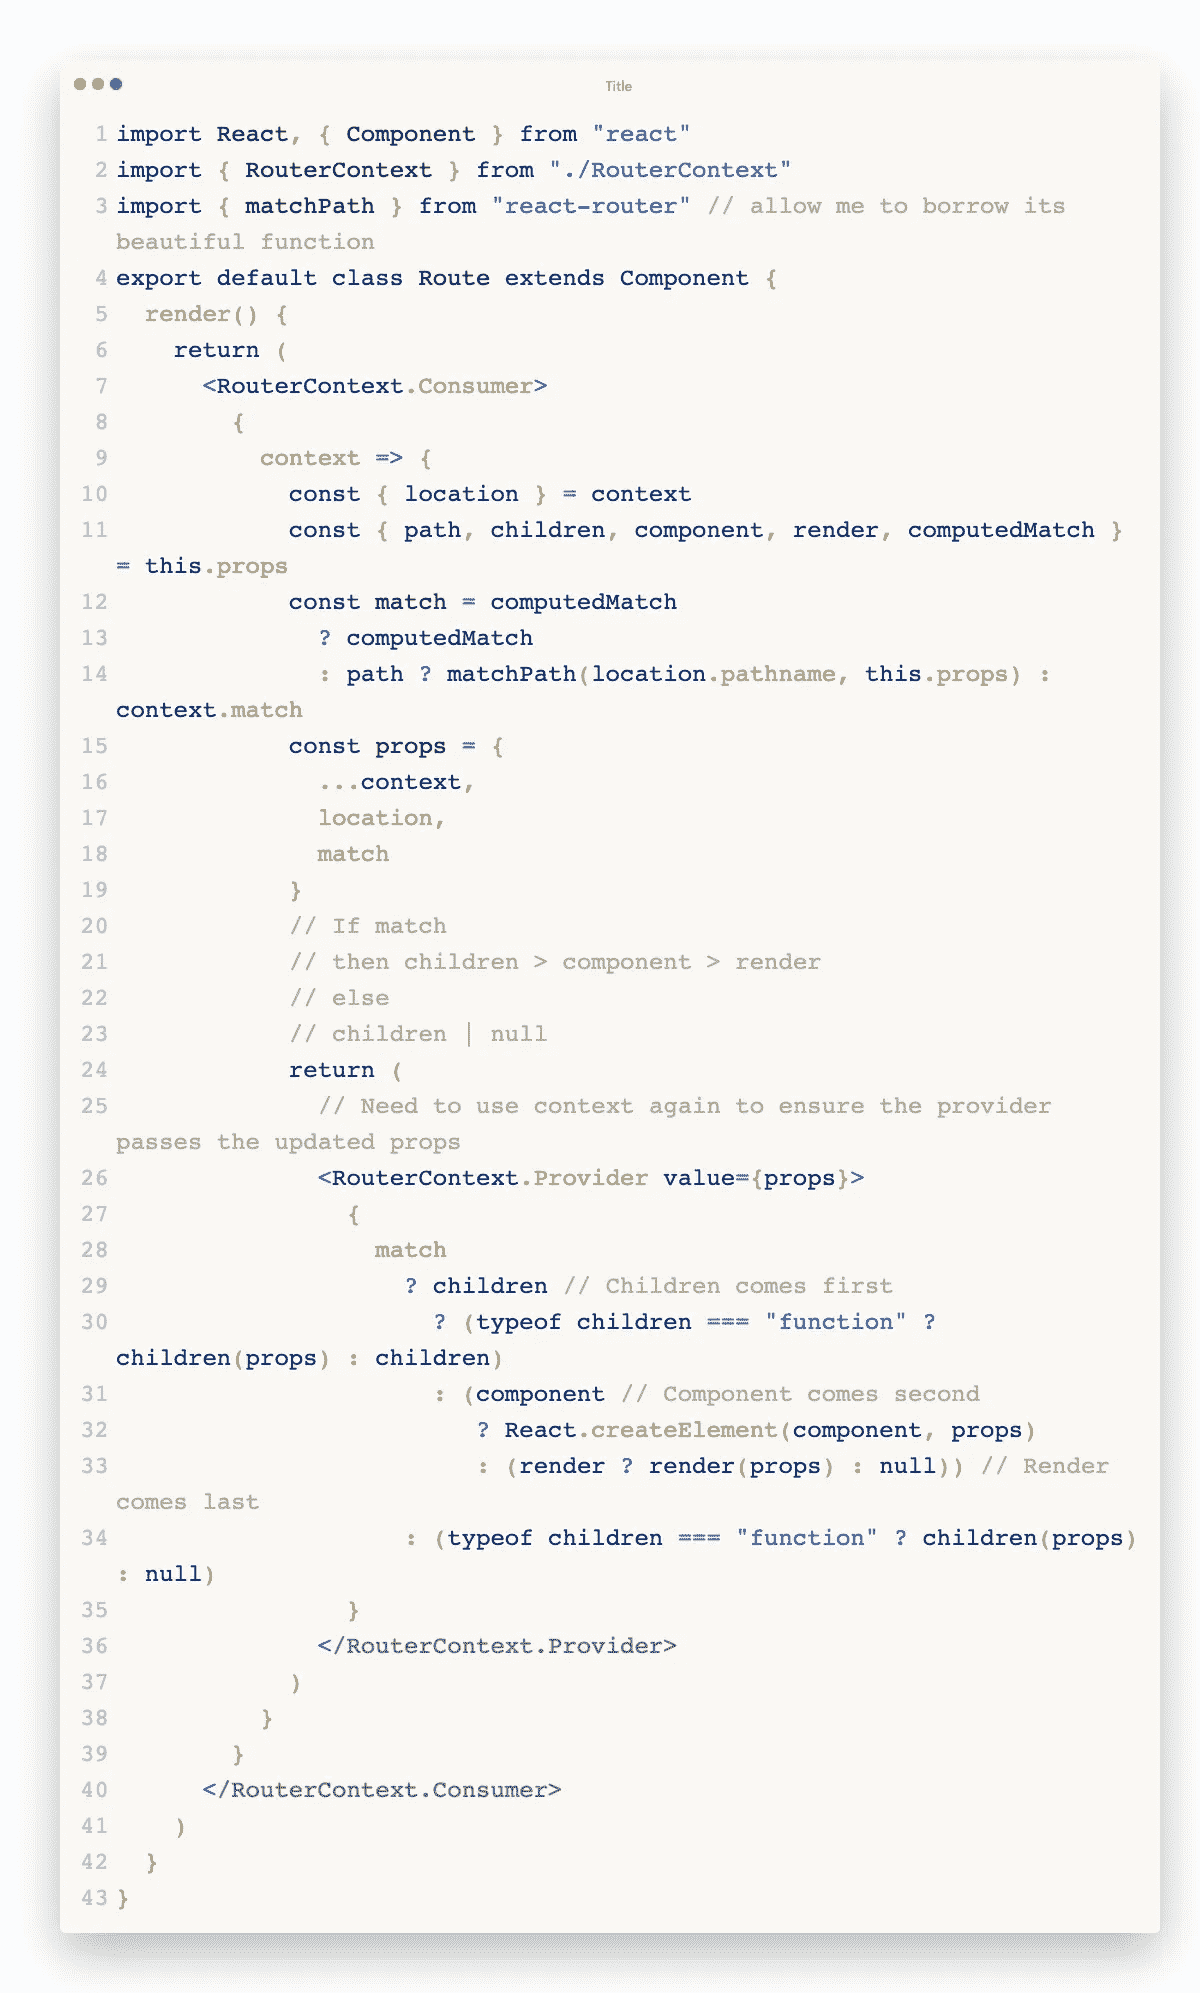 Title
1 import React, { Component } from "react"
2 import { RouterContext } from "./RouterContext"
3 import { matchPath } from "react-router" // allow me to borrow its
beautiful function
4 export default class Route extends Component {
5   render() {
6     return (
7       <RouterContext.Consumer>
8         {
9           context => {
10             const { location } = context
11             const { path, children, component, render, computedMatch }
= this.props
12             const match = computedMatch
13               ? computedMatch
14               : path ? matchPath(location.pathname, this.props) :
context.match
15             const props = {
16               ...context,
17               location,
18               match
19             }
20             // If match
21             // then children > component > render
22             // else
23             // children | null
24             return (
25               // Need to use context again to ensure the provider
passes the updated props
26               <RouterContext.Provider value={props}>
27                 {
28                   match
29                     ? children // Children comes first
30                       ? (typeof children === "function" ?
children(props) : children)
31                       : (component // Component comes second
32                          ? React.createElement(component, props)
33                          : (render ? render(props) : null)) // Render
comes last
34                     : (typeof children === "function" ? children(props)
: null)
35                 }
36               </RouterContext.Provider>
37             )
38           }
39         }
40       </RouterContext.Consumer>
41     )
42   }
43 }